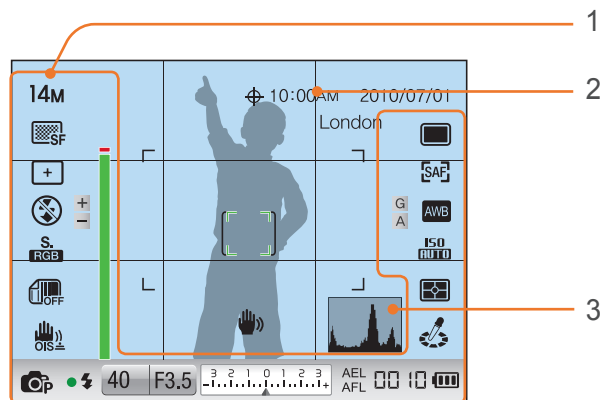 1
2
14M
10:00AM 2010/07/01
London
SF
SAF
+
+
-
G
A
AWB
S.
RGB
ISO
AUTO
OFF
3
OIS
P
40 F3.5
3 2 1 0 1 2 3
- +
AEL
AFL
0010